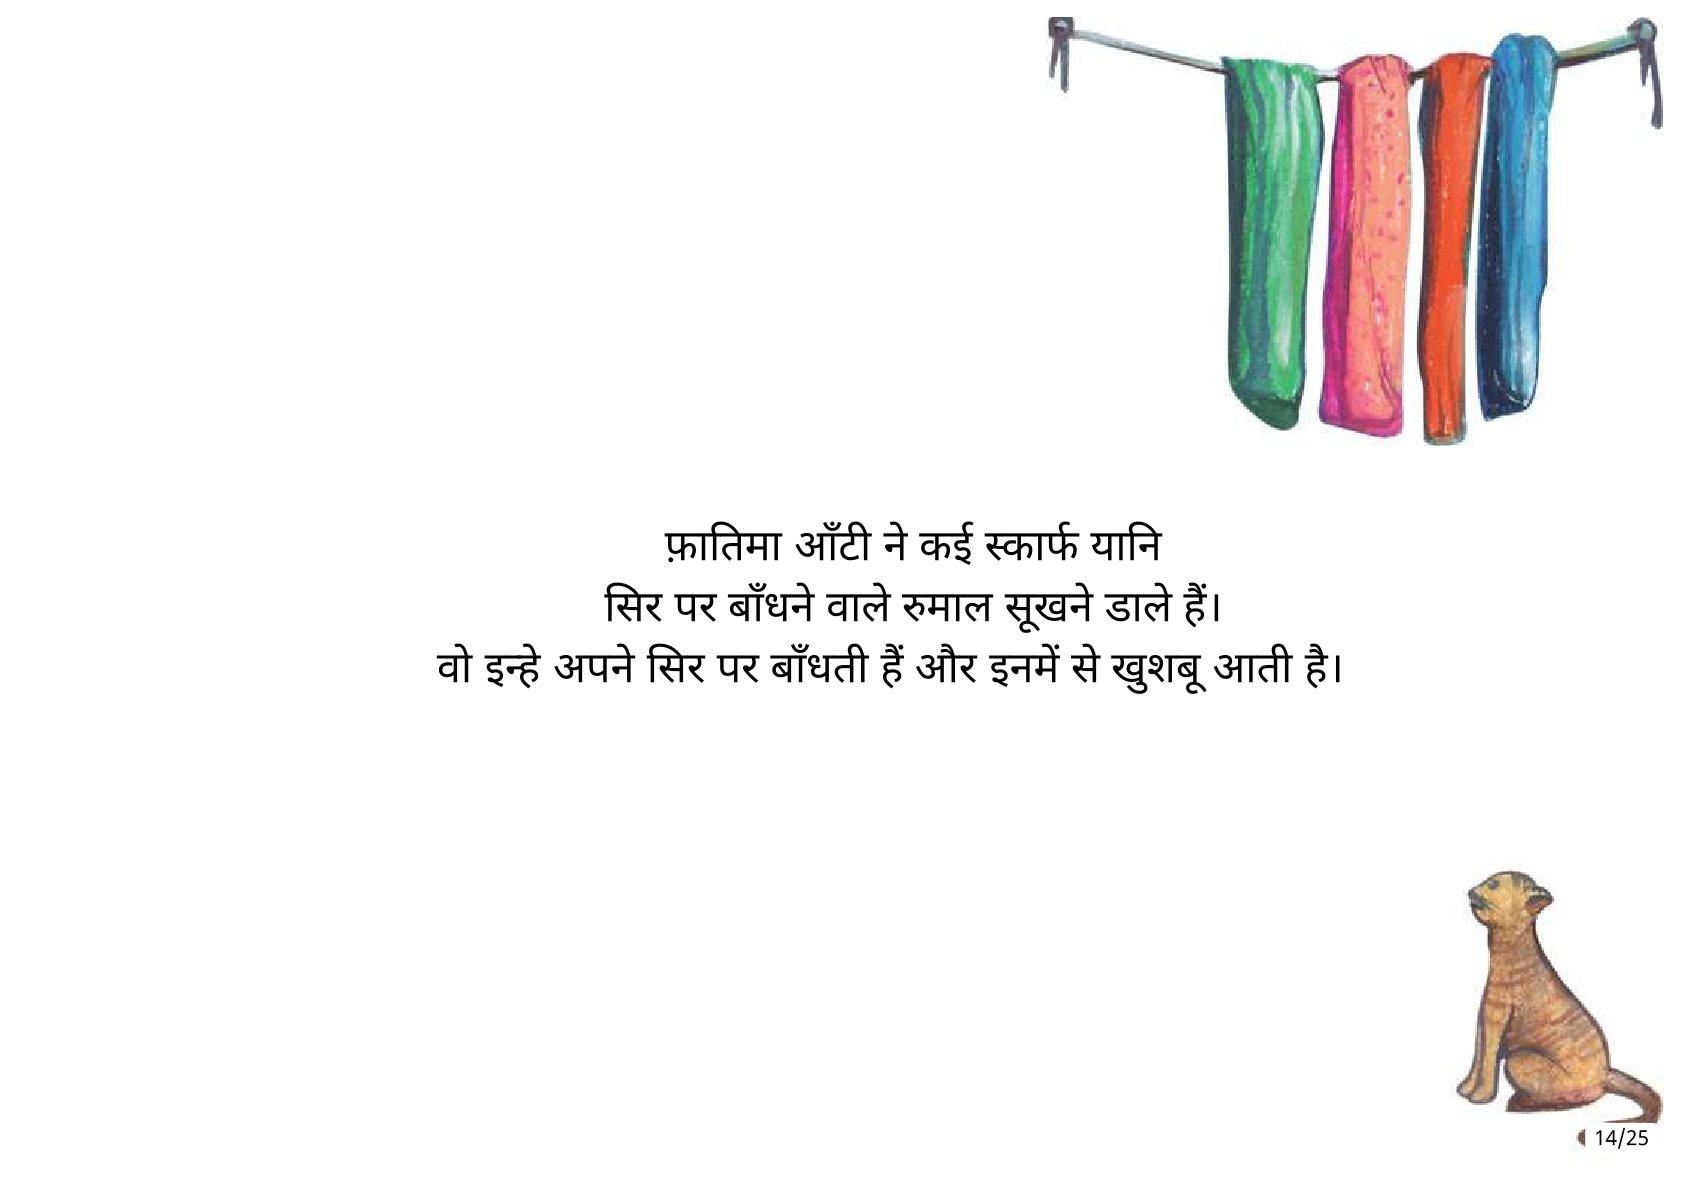 फ़ातिमा आँटी ने कई स्कार्फ यानि
सिर पर बाँधने वाले रुमाल सूखने डाले हैं।
वो इन्हे अपने सिर पर बाँधती हैं और इनमें से खुशबू आती है।
14/25